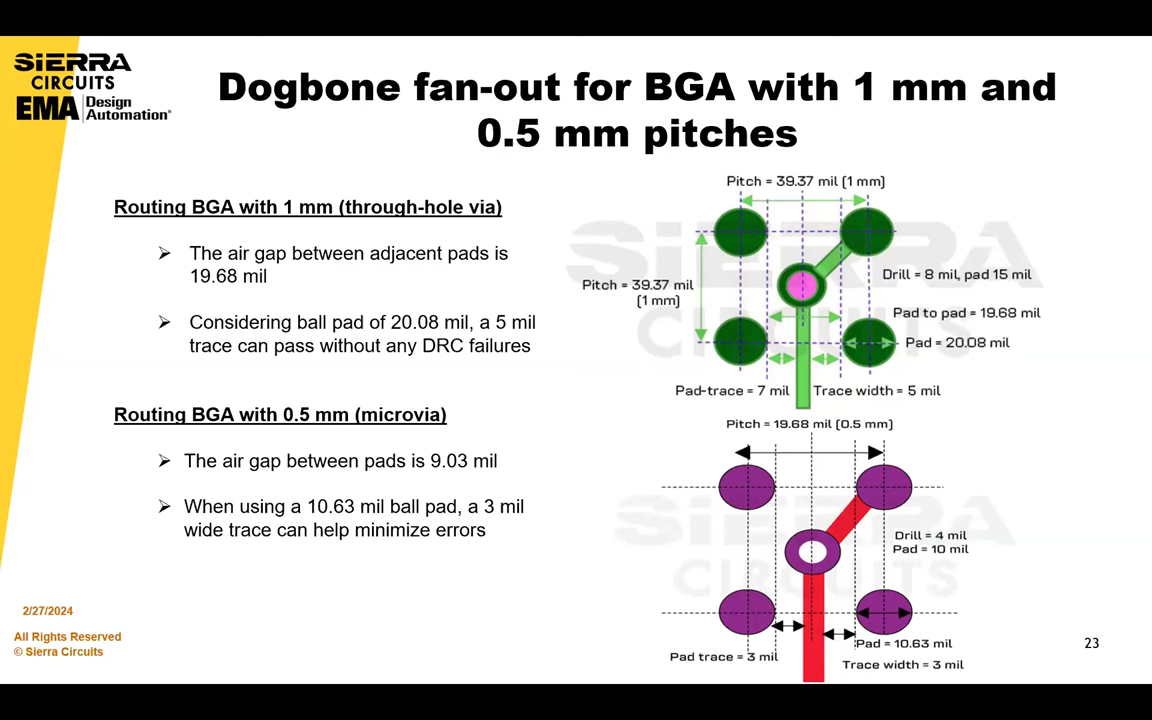 SIERRA
CIRCUITS
EMA Design
Automation®
Dogbone fan-out for BGA with 1 mm and
0.5 mm pitches
Routing BGA with 1 mm (through-hole via)
➢ The air gap between adjacent pads is
19.68 mil
➢ Considering ball pad of 20.08 mil, a 5 mil
trace can pass without any DRC failures
Routing BGA with 0.5 mm (microvia)
➢ The air gap between pads is 9.03 mil
➢ When using a 10.63 mil ball pad, a 3 mil
wide trace can help minimize errors
SIERRA
CIRCUITS
Pitch = 39.37 mil (1 mm)
Pitch = 39.37 mil
(1 mm)
Drill = 8 mil, pad 15 mil
Pad to pad = 19.68 mil
Pad = 20.08 mil
Pad-trace = 7 mil
Trace width = 5 mil
SIERRA
CIRCUITS
Pitch = 19.68 mil (0.5 mm)
Drill = 4 mil
Pad = 10 mil
Pad = 10.63 mil
Pad trace = 3 mil
Trace width = 3 mil
2/27/2024
All Rights Reserved
© Sierra Circuits
23